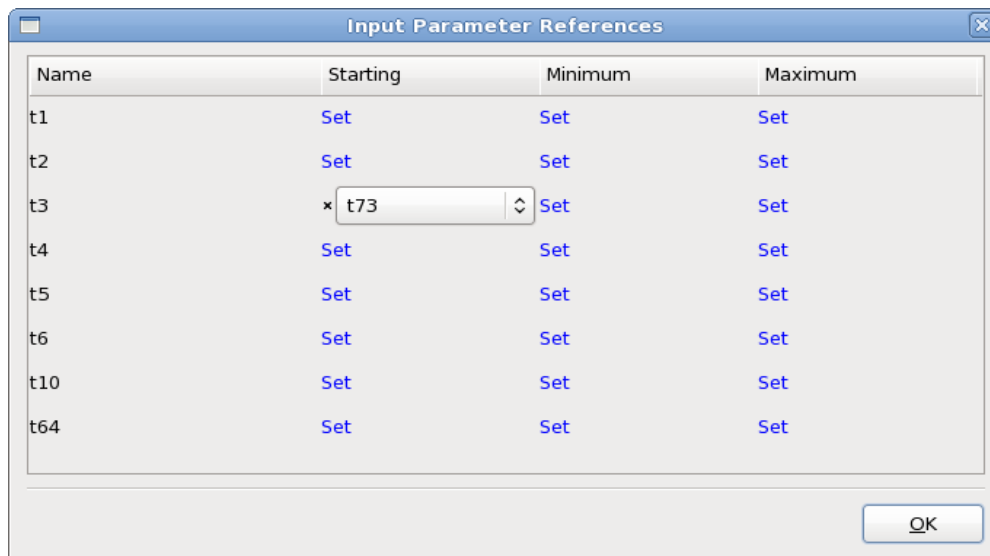 Input Parameter References
Name Starting Minimum Maximum
t1 Set Set Set
t2 Set Set Set
t3 × t73 Set Set
t4 Set Set Set
t5 Set Set Set
t6 Set Set Set
t10 Set Set Set
t64 Set Set Set
OK